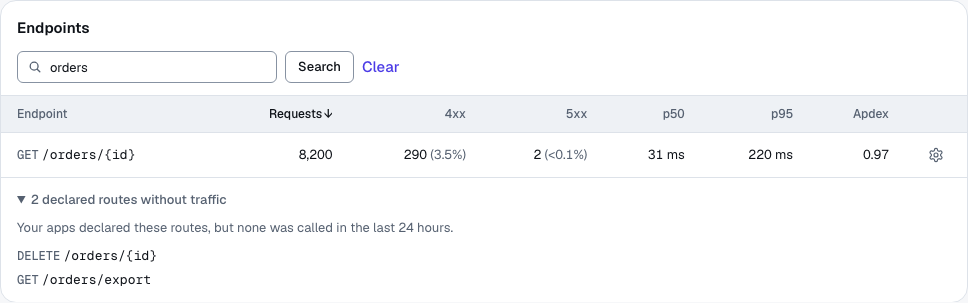 Endpoints
orders
Search
Clear
Endpoint Requests↓ 4xx 5xx p50 p95 Apdex
GET /orders/{id} 8,200 290 (3.5%) 2 (<0.1%) 31 ms 220 ms 0.97
▼ 2 declared routes without traffic
Your apps declared these routes, but none was called in the last 24 hours.
DELETE /orders/{id}
GET /orders/export